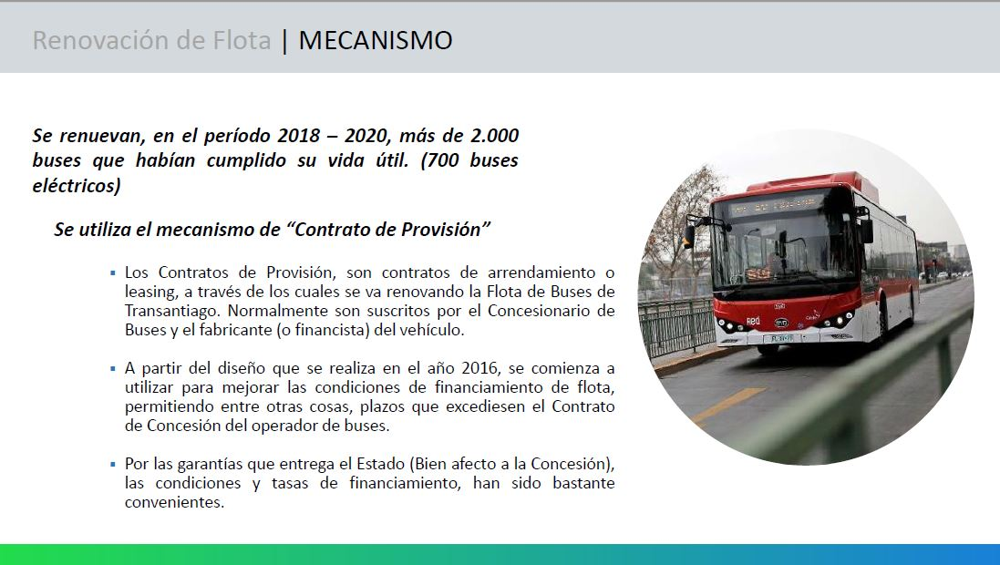 Renovación de Flota | MECANISMO
Se renuevan, en el período 2018 – 2020, más de 2.000
buses que habían cumplido su vida útil. (700 buses
eléctricos)
Se utiliza el mecanismo de “Contrato de Provisión”
▪ Los Contratos de Provisión, son contratos de arrendamiento o
leasing, a través de los cuales se va renovando la Flota de Buses de
Transantiago. Normalmente son suscritos por el Concesionario de
Buses y el fabricante (o financista) del vehículo.
▪ A partir del diseño que se realiza en el año 2016, se comienza a
utilizar para mejorar las condiciones de financiamiento de flota,
permitiendo entre otras cosas, plazos que excediesen el Contrato
de Concesión del operador de buses.
▪ Por las garantías que entrega el Estado (Bien afecto a la Concesión),
las condiciones y tasas de financiamiento, han sido bastante
convenientes.
Red
BYD